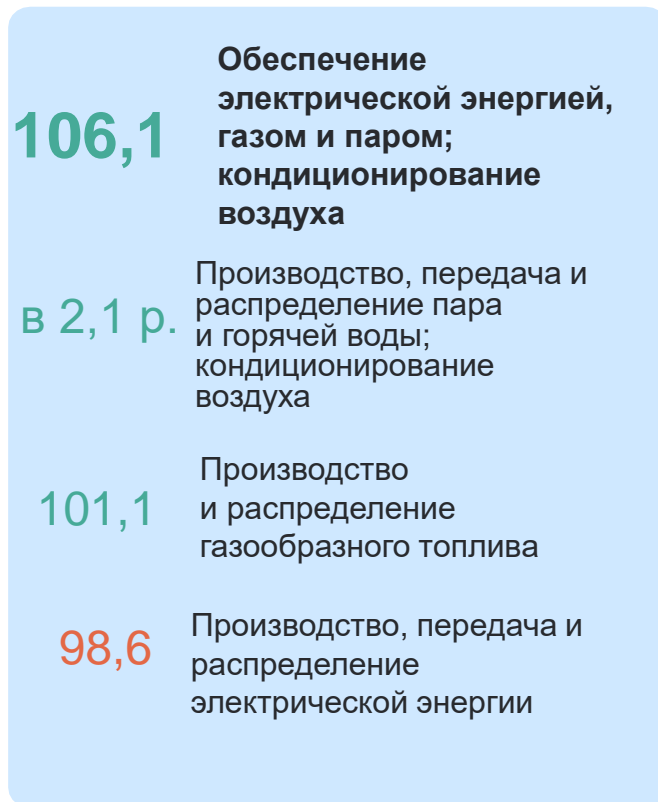 106,1
Обеспечение
электрической энергией,
газом и паром;
кондиционирование
воздуха
в 2,1 р.
Производство, передача и
распределение пара
и горячей воды;
кондиционирование
воздуха
101,1
Производство
и распределение
газообразного топлива
98,6
Производство, передача и
распределение
электрической энергии